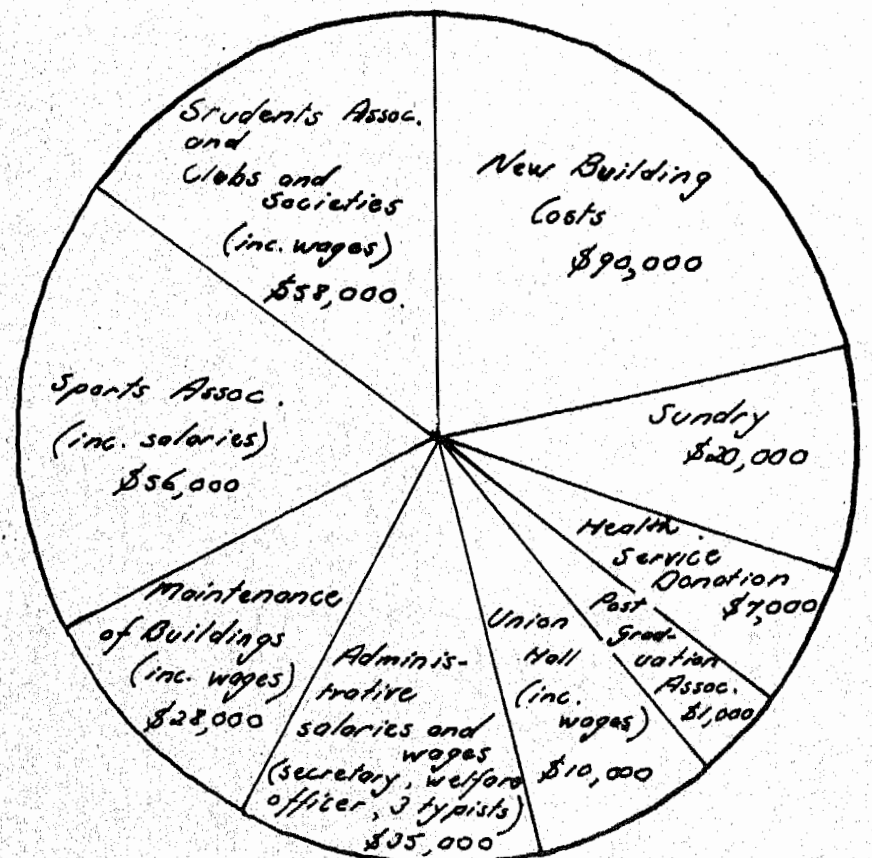 Students Assoc.
and
Clubs and
Societies
(inc. wages)
$58,000.
New Building
Costs
$90,000
Sundry
$20,000
Health
Service
Donation
$7,000
Post
Grad-
uation
Assoc.
$1,000
Union
Hall
(inc.
wages)
$10,000
Adminis-
trative
salaries and
wages
(secretary, welfare
officer, 3 typists)
$35,000
Maintenance
of Buildings
(inc. wages)
$28,000
Sports Assoc.
(inc. salaries)
$56,000